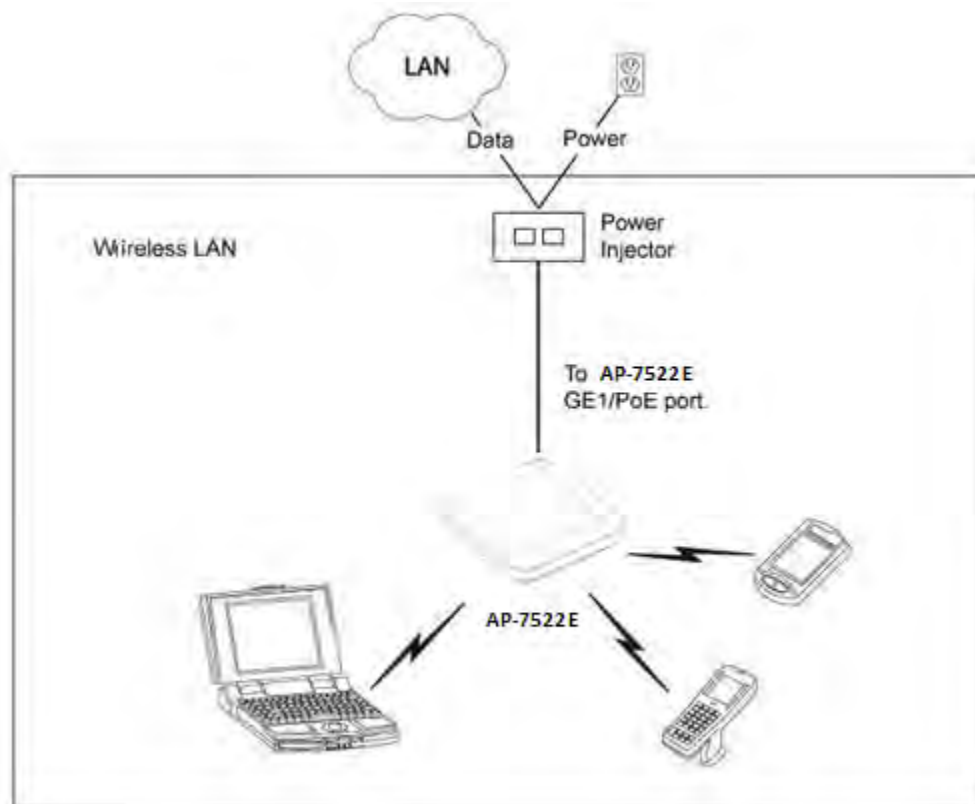 LAN
Data
Power
Wireless LAN
Power
Injector
To AP-7522E
GE1/PoE port.
AP-7522E